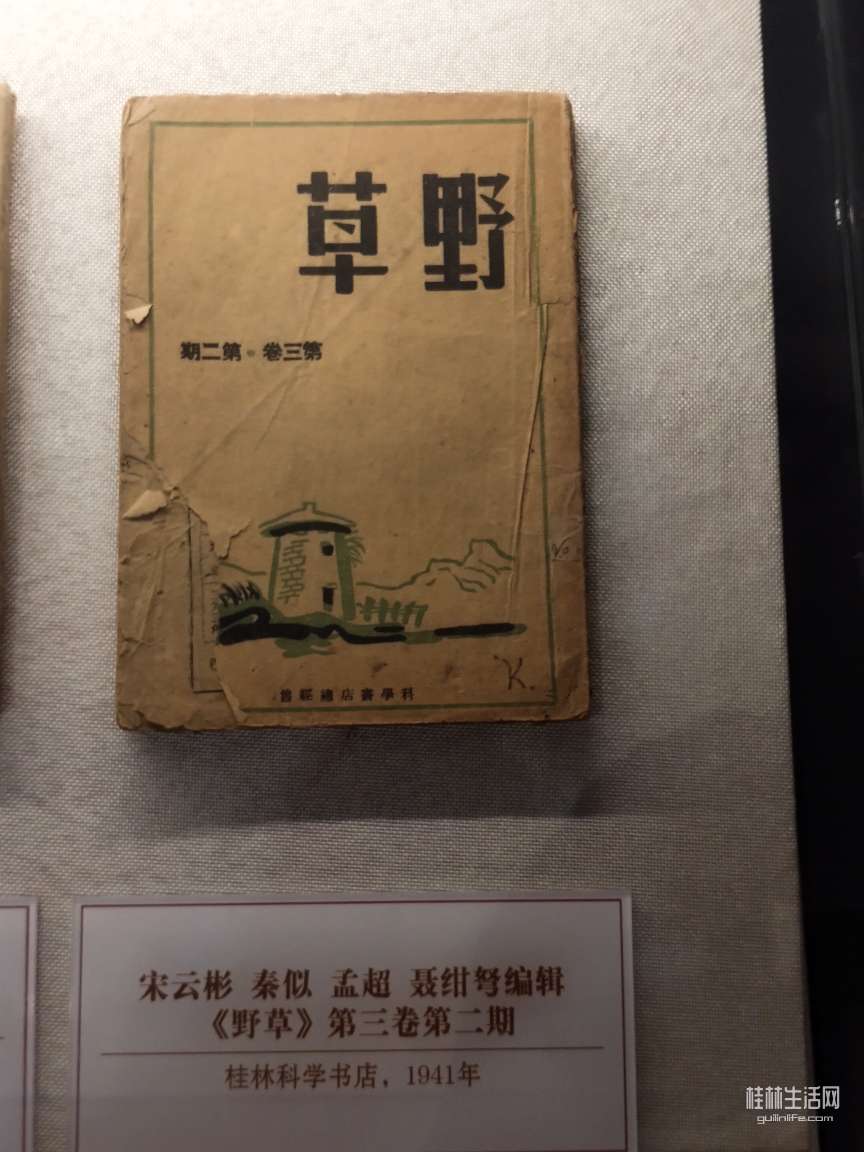 野草
第三卷·第二期
科學書店總經售
K.
宋云彬 秦似 孟超 聂绀弩编辑
《野草》第三卷第二期
桂林科学书店，1941年
桂林生活网
guilinlife.com